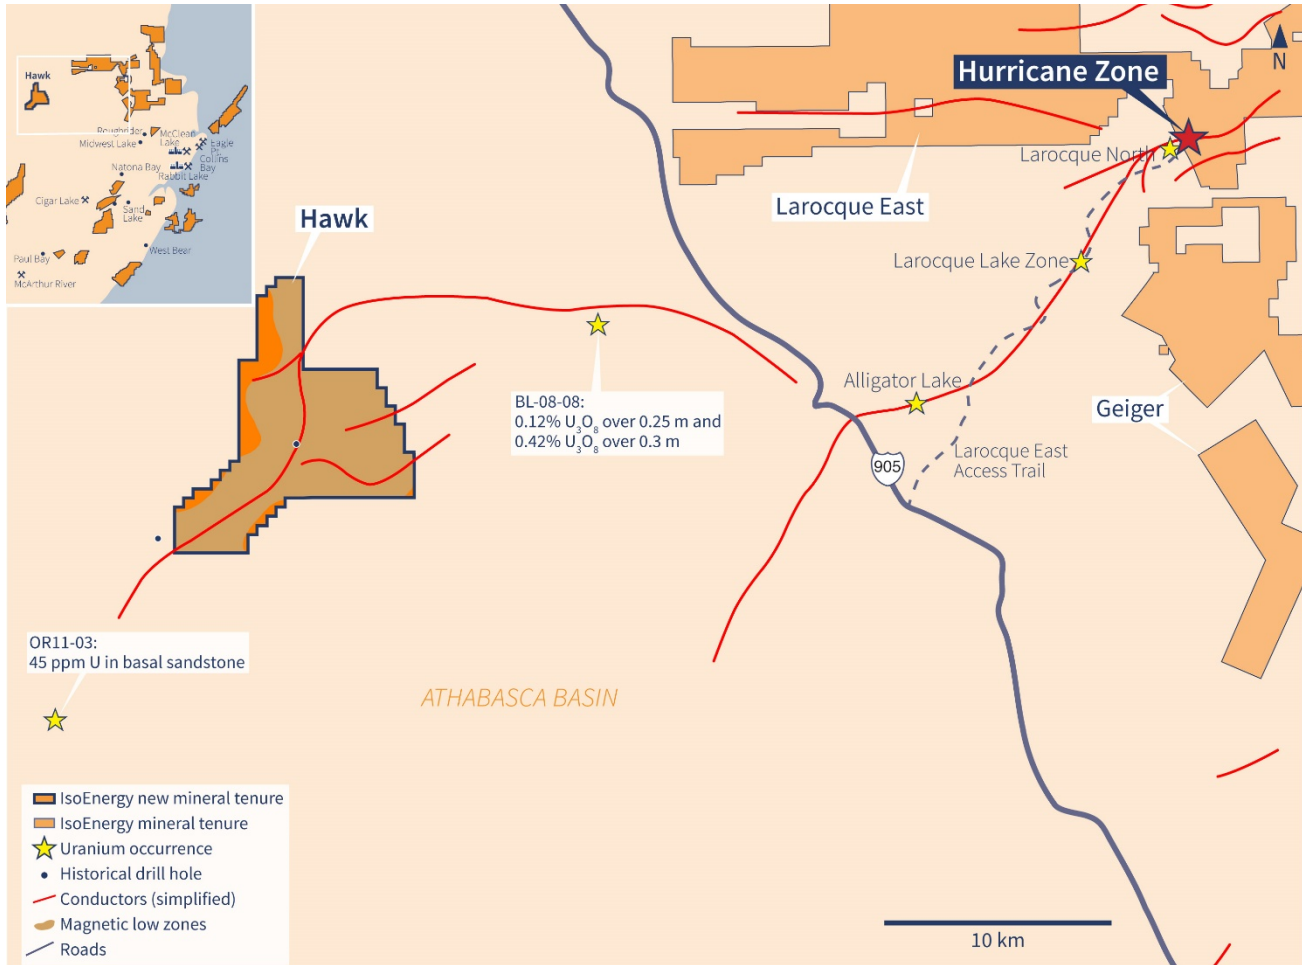 Hawk
Roughrider
McClean
Lake
Midwest Lake
Eagle
Pt.
Collins
Bay
Natona Bay
Rabbit Lake
Cigar Lake
Sand
Lake
West Bear
Paul Bay
McArthur River
N
Hurricane Zone
Larocque North
Larocque East
Hawk
Larocque Lake Zone
Alligator Lake
BL-08-08:
0.12% U₃O₈ over 0.25 m and
0.42% U₃O₈ over 0.3 m
Geiger
905
Larocque East
Access Trail
OR11-03:
45 ppm U in basal sandstone
ATHABASCA BASIN
IsoEnergy new mineral tenure
IsoEnergy mineral tenure
Uranium occurrence
Historical drill hole
Conductors (simplified)
Magnetic low zones
Roads
10 km